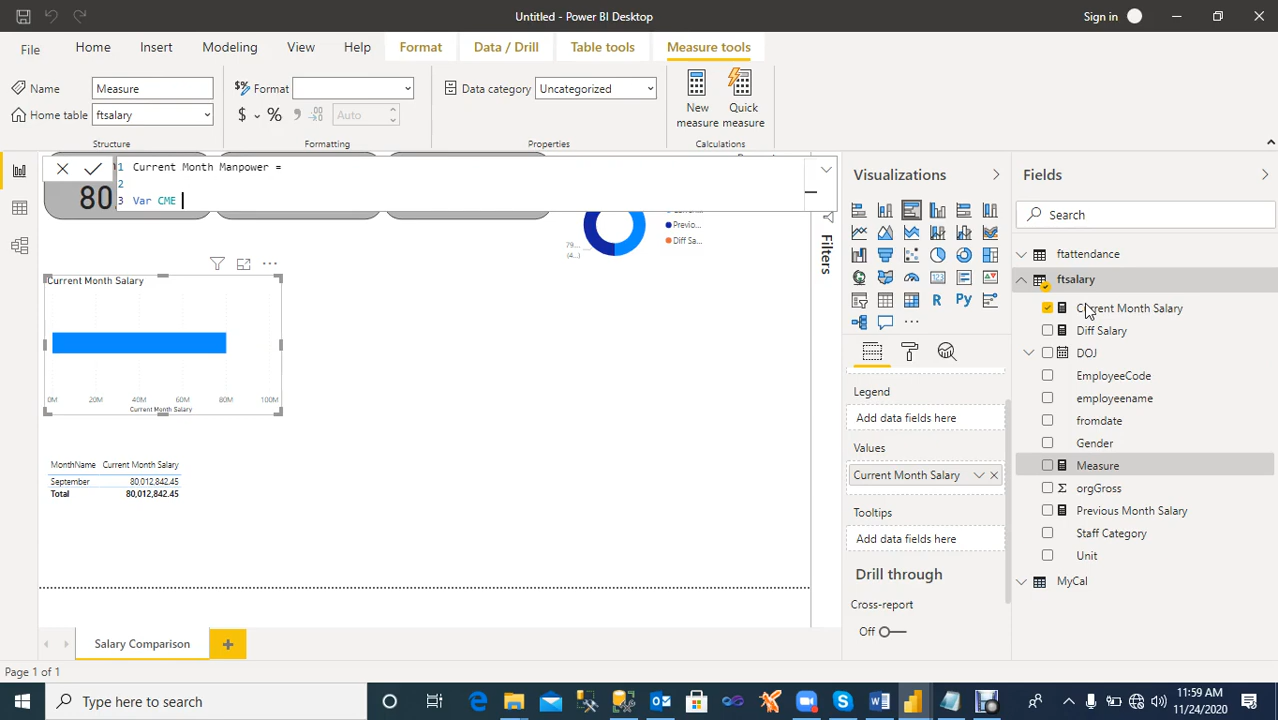 Untitled - Power BI Desktop
Sign in
File Home Insert Modeling View Help Format Data / Drill Table tools Measure tools
Name Measure
Home table ftsalary
Structure
Format
$ % Auto
Formatting
Data category Uncategorized
Properties
New measure
Quick measure
Calculations
1 Current Month Manpower =
2
3 Var CME
80.
Previo...
Diff Sa...
79...
(4...)
Filters
Current Month Salary
0M 20M 40M 60M 80M 100M
Current Month Salary
MonthName Current Month Salary
September 80,012,842.45
Total 80,012,842.45
Salary Comparison
Page 1 of 1
Visualizations
R Py
Legend
Add data fields here
Values
Current Month Salary
Tooltips
Add data fields here
Drill through
Cross-report
Off
Fields
Search
ftattendance
ftsalary
Current Month Salary
Diff Salary
DOJ
EmployeeCode
employeename
fromdate
Gender
Measure
orgGross
Previous Month Salary
Staff Category
Unit
MyCal
Type here to search
11:59 AM
11/24/2020